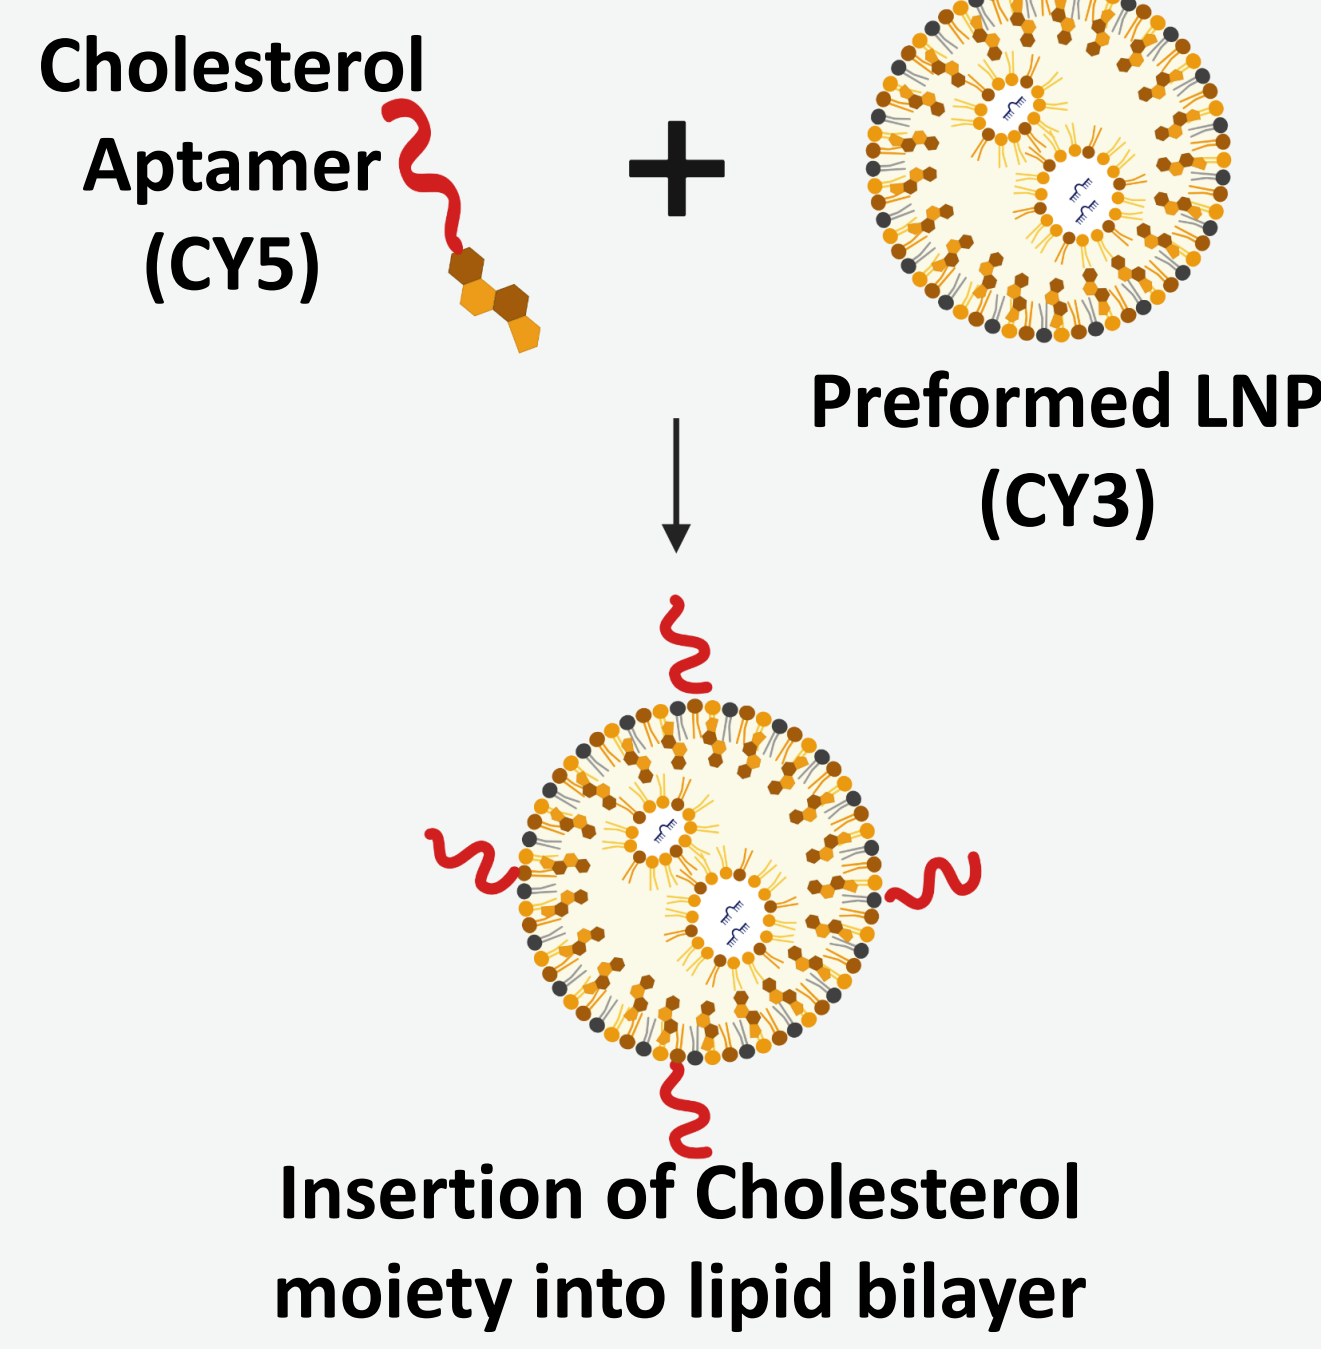 Cholesterol
Aptamer
(CY5)
Preformed LNP
(CY3)
Insertion of Cholesterol
moiety into lipid bilayer